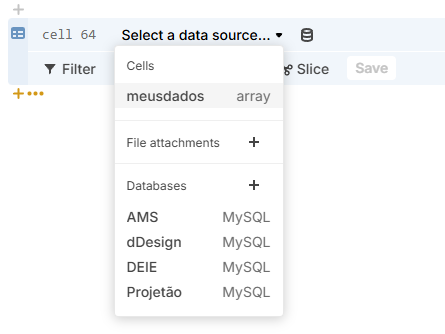 cell 64 Select a data source...
Filter Slice Save
Cells
meusdados array
File attachments
Databases
AMS MySQL
dDesign MySQL
DEIE MySQL
Projetão MySQL